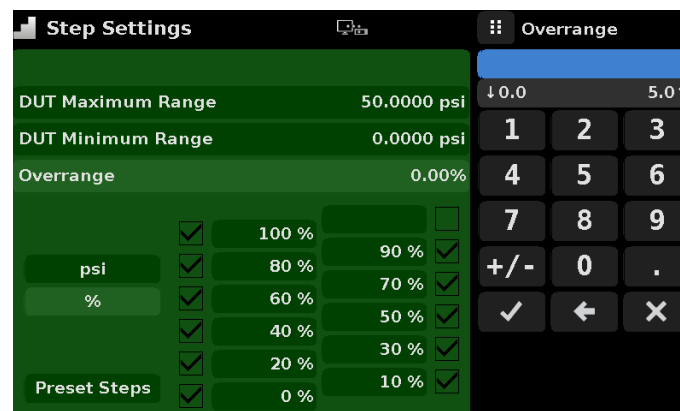 Step Settings
Overrange
DUT Maximum Range 50.0000 psi
DUT Minimum Range 0.0000 psi
Overrange 0.00%
↓0.0 5.0
1 2 3
4 5 6
7 8 9
+/- 0 .
100 %
90 %
80 %
70 %
60 %
50 %
40 %
30 %
20 %
10 %
0 %
psi
%
Preset Steps